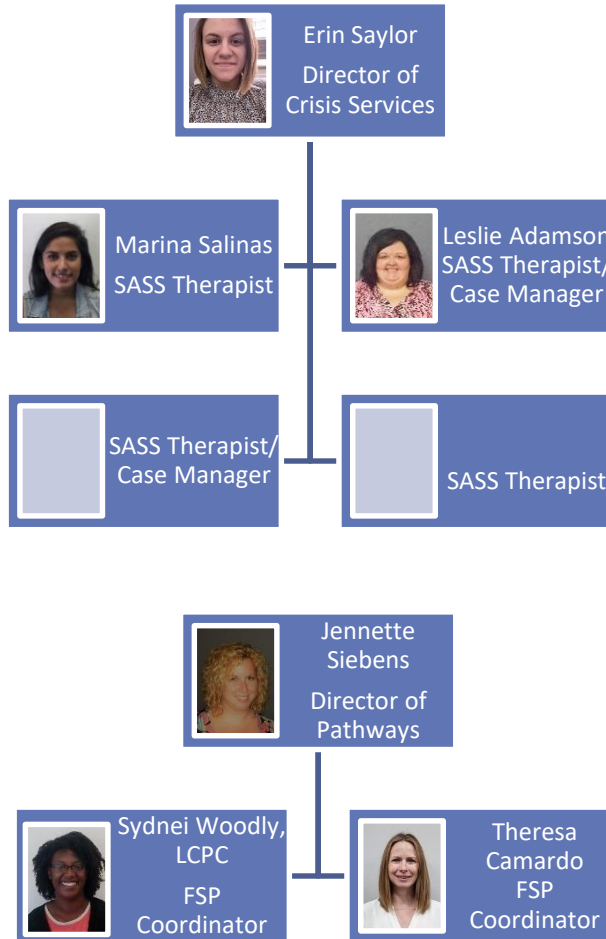 Erin Saylor
Director of
Crisis Services
Marina Salinas
SASS Therapist
Leslie Adamson
SASS Therapist/
Case Manager
SASS Therapist/
Case Manager
SASS Therapist
Jennette
Siebens
Director of
Pathways
Sydnei Woodly,
LCPC
FSP
Coordinator
Theresa
Camardo
FSP
Coordinator